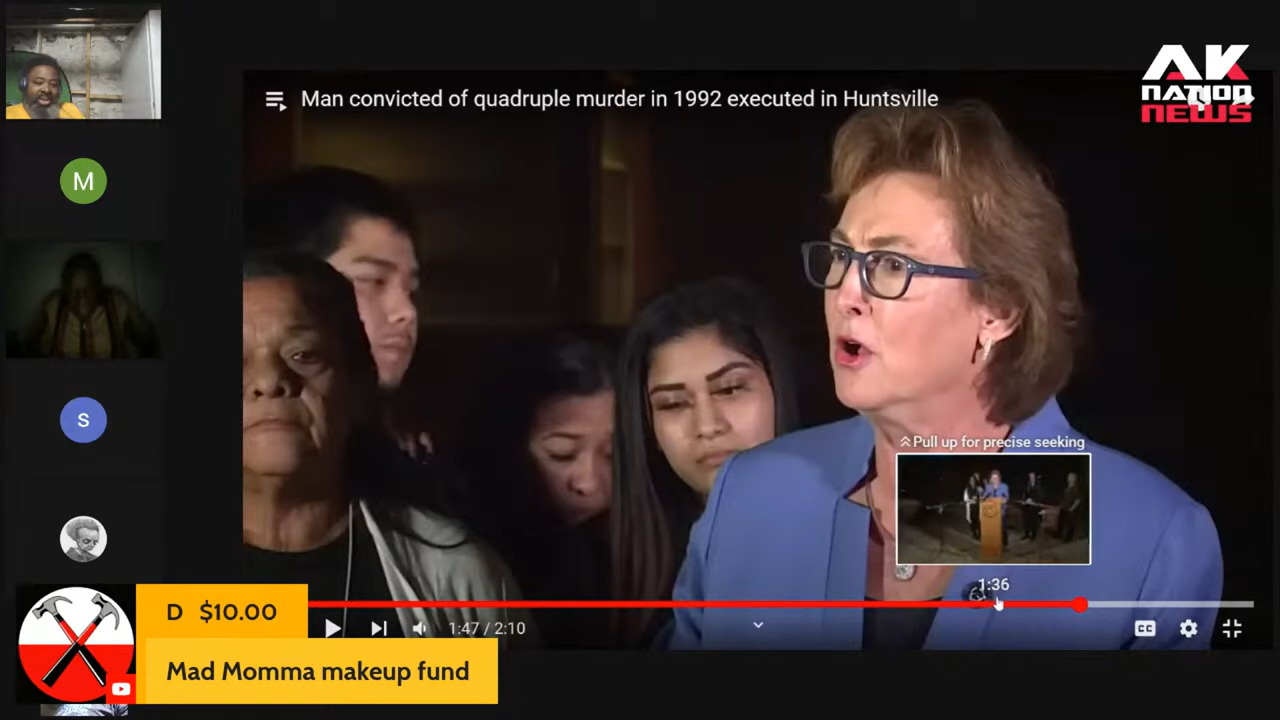 AK
NATION
NEWS
Man convicted of quadruple murder in 1992 executed in Huntsville
M
S
Pull up for precise seeking
1:36
1:47 / 2:10
CC
D $10.00
Mad Momma makeup fund